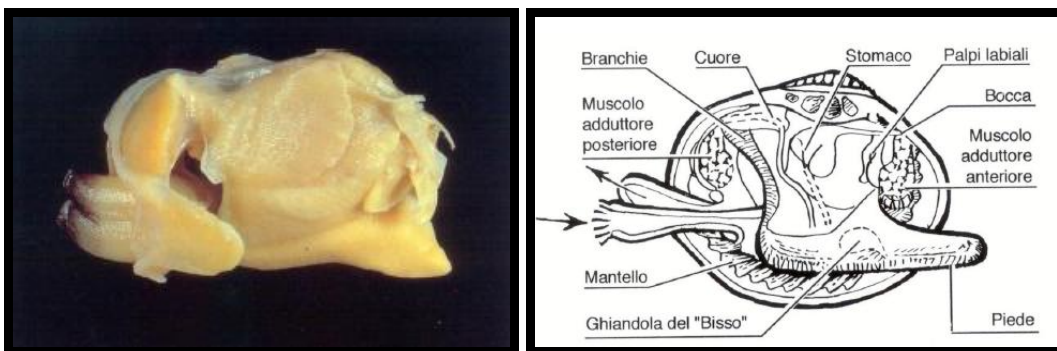 Branchie
Cuore
Stomaco
Palpi labiali
Muscolo
adduttore
posteriore
Bocca
Muscolo
adduttore
anteriore
Mantello
Ghiandola del "Bisso"
Piede